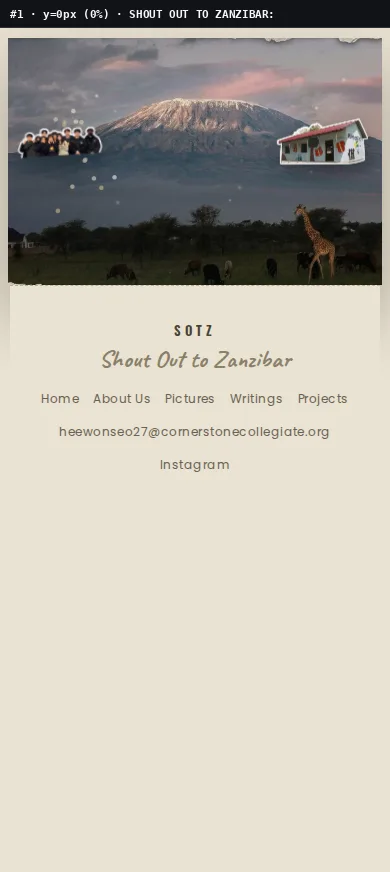 #1 · y=0px (0%) · SHOUT OUT TO ZANZIBAR:
SOTZ
Shout Out to Zanzibar
Home About Us Pictures Writings Projects
heewonseo27@cornerstonecollegiate.org
Instagram